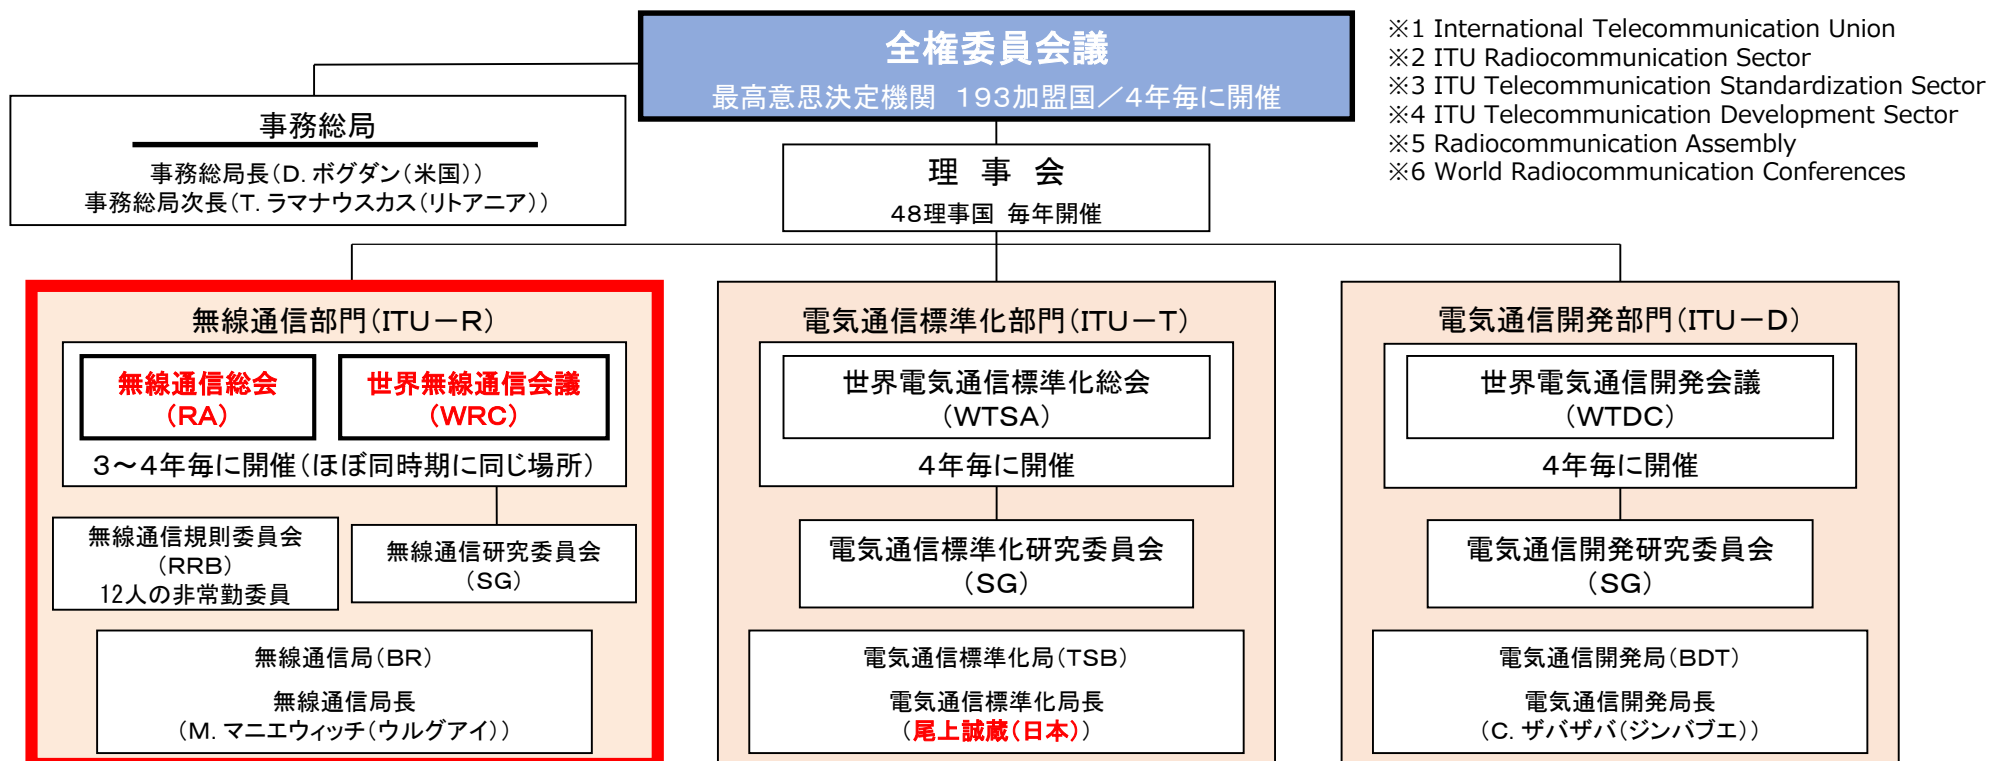 全権委員会議
最高意思決定機関 193加盟国/4年毎に開催
※1 International Telecommunication Union
※2 ITU Radiocommunication Sector
※3 ITU Telecommunication Standardization Sector
※4 ITU Telecommunication Development Sector
※5 Radiocommunication Assembly
※6 World Radiocommunication Conferences
事務総局
事務総局長(D. ボグダン(米国))
事務総局次長(T. ラマナウスカス(リトアニア))
理 事 会
48理事国 毎年開催
無線通信部門(ITU-R)
無線通信総会
(RA)
世界無線通信会議
(WRC)
3~4年毎に開催(ほぼ同時期に同じ場所)
無線通信規則委員会
(RRB)
12人の非常勤委員
無線通信研究委員会
(SG)
無線通信局(BR)
無線通信局長
(M. マニエウィッチ(ウルグアイ))
電気通信標準化部門(ITU-T)
世界電気通信標準化総会
(WTSA)
4年毎に開催
電気通信標準化研究委員会
(SG)
電気通信標準化局(TSB)
電気通信標準化局長
(尾上誠蔵(日本))
電気通信開発部門(ITU-D)
世界電気通信開発会議
(WTDC)
4年毎に開催
電気通信開発研究委員会
(SG)
電気通信開発局(BDT)
電気通信開発局長
(C. ザバザバ(ジンバブエ))